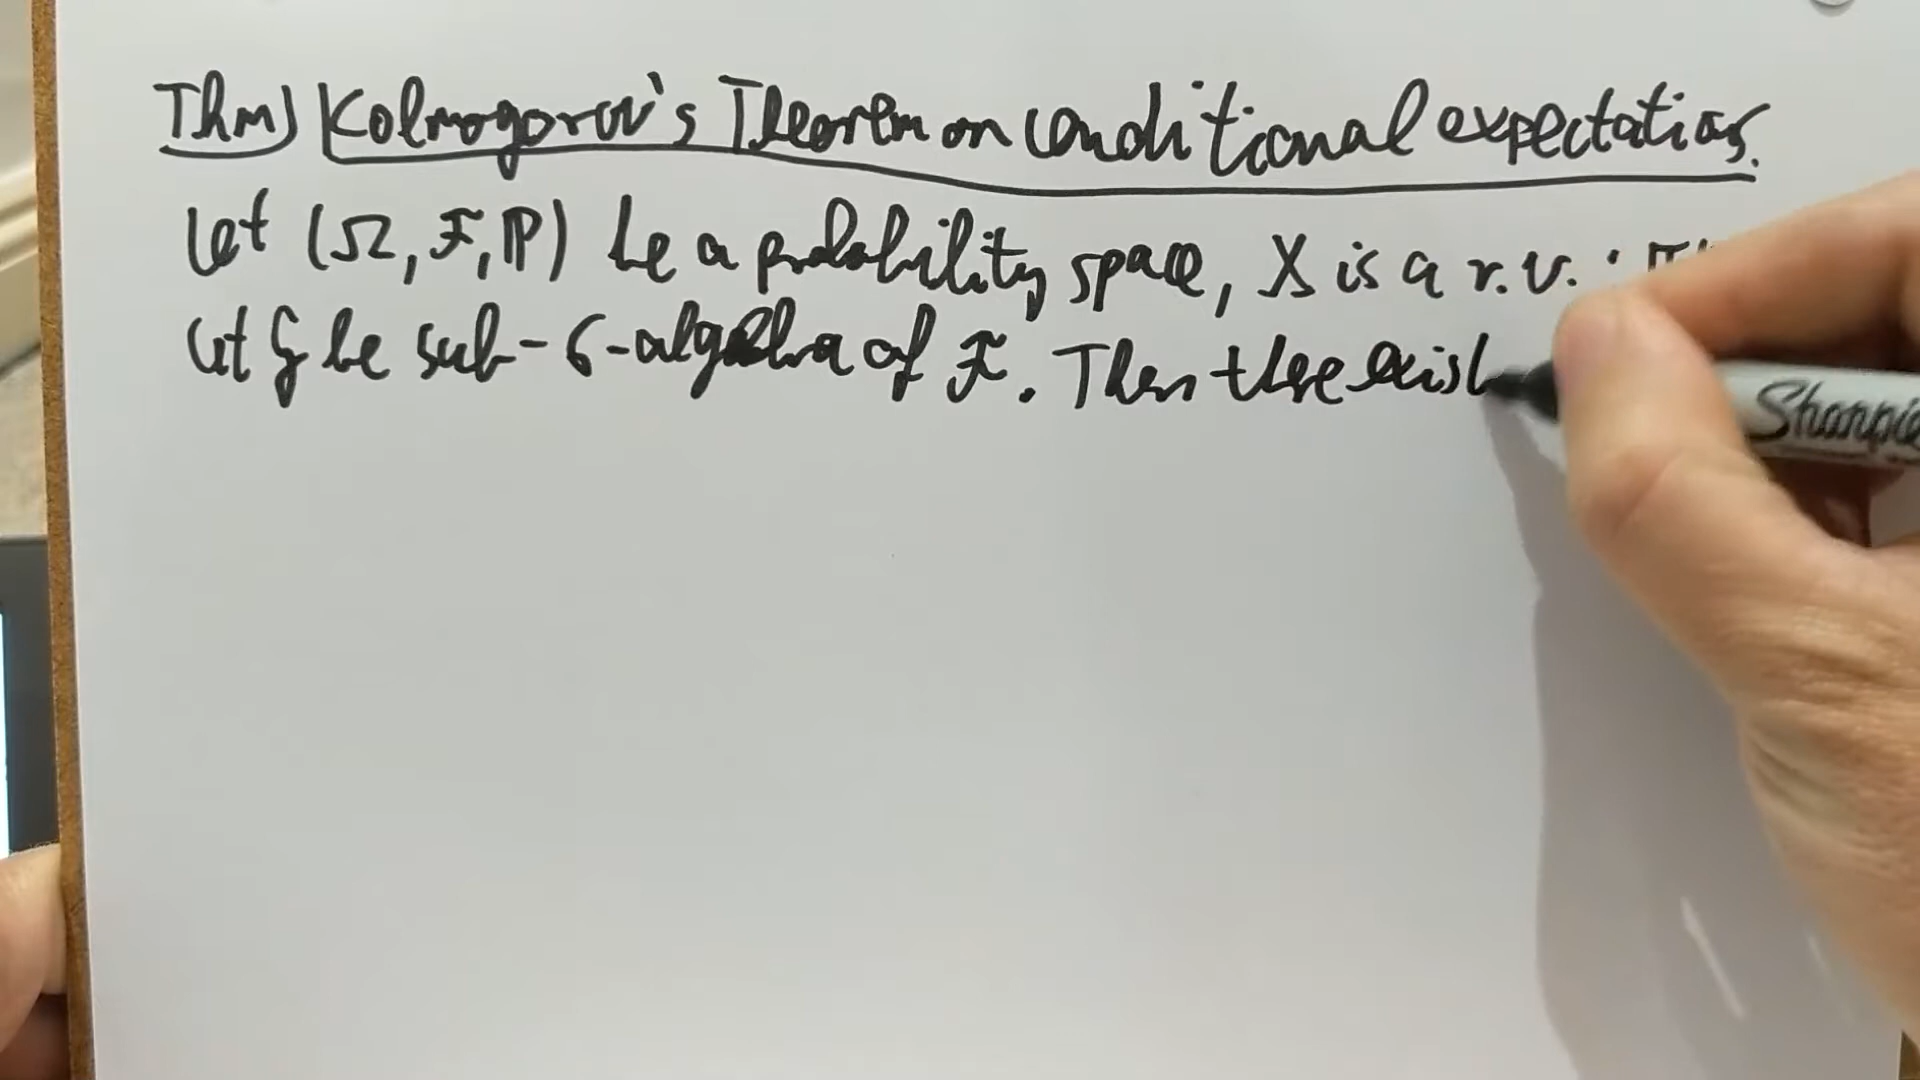 Thm) Kolmogorov's Theorem on conditional expectations.
Let (Ω, F, P) be a probability space, X is a r.v. :
Let G be sub-σ-algebra of F. Then there exist
Sharpie